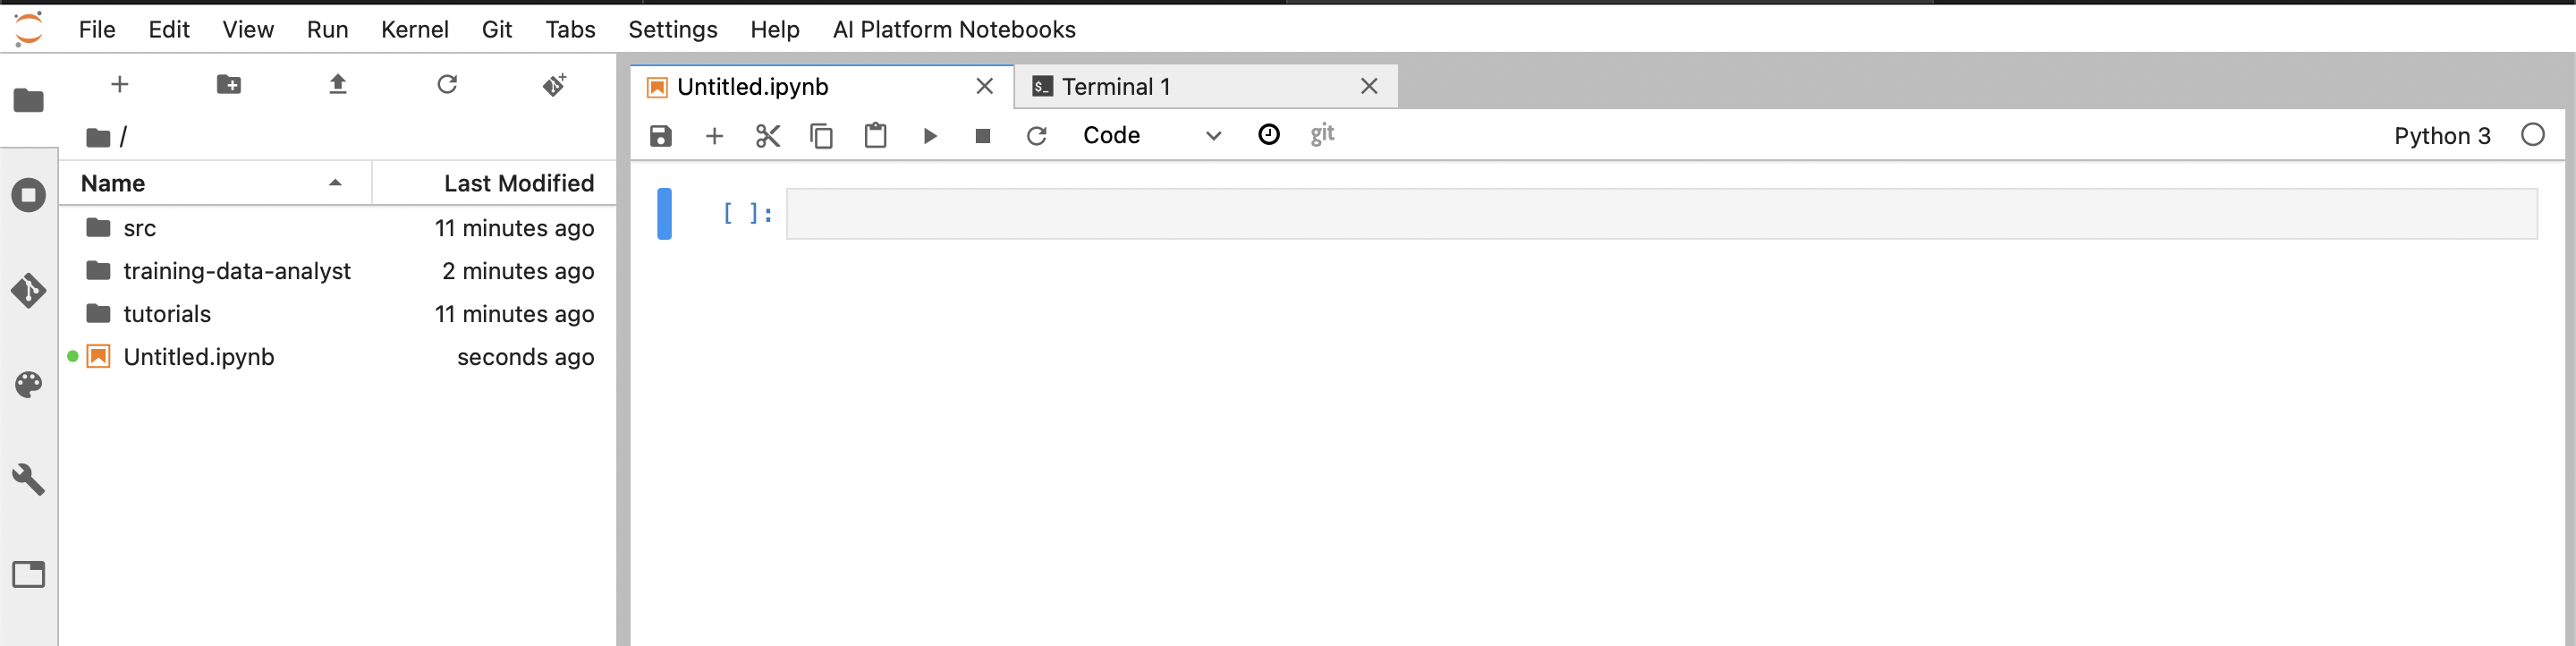 File Edit View Run Kernel Git Tabs Settings Help AI Platform Notebooks
Untitled.ipynb
$_ Terminal 1
/
Code
git
Python 3
Name Last Modified
src 11 minutes ago
training-data-analyst 2 minutes ago
tutorials 11 minutes ago
Untitled.ipynb seconds ago
[ ]: